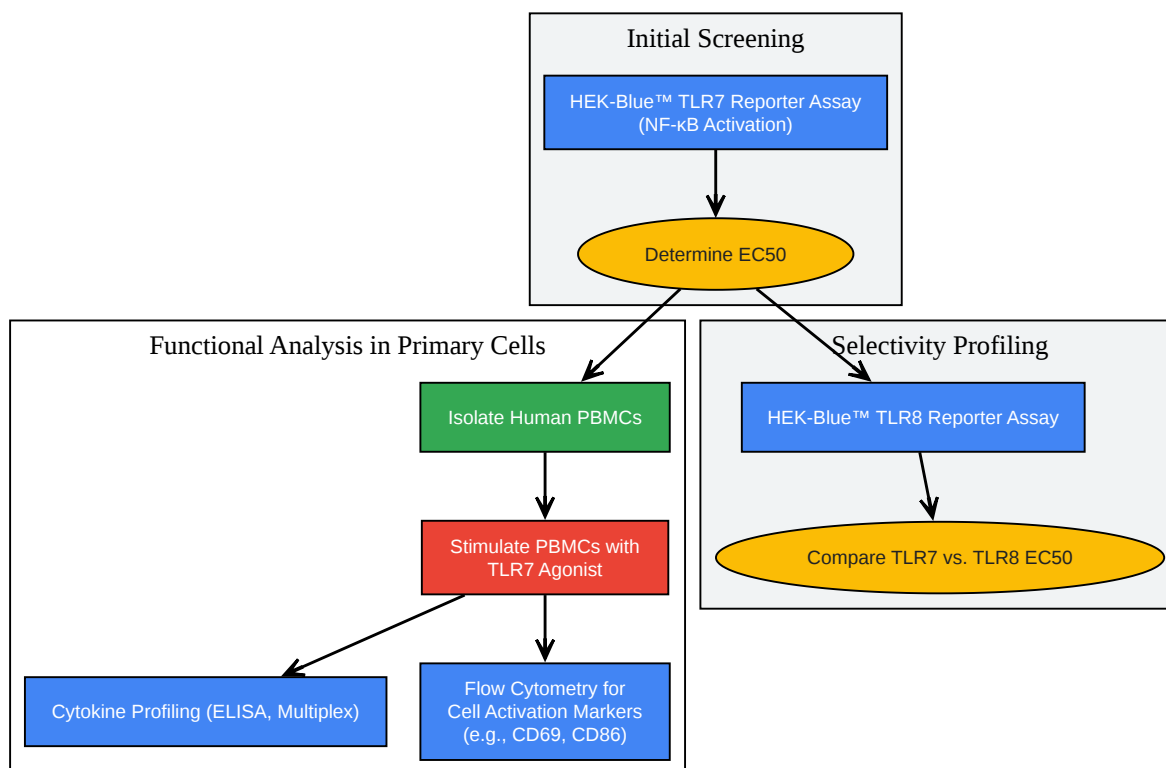 Initial Screening
HEK-Blue™ TLR7 Reporter Assay
(NF-κB Activation)
Determine EC50
Functional Analysis in Primary Cells
Isolate Human PBMCs
Stimulate PBMCs with
TLR7 Agonist
Cytokine Profiling (ELISA, Multiplex)
Flow Cytometry for
Cell Activation Markers
(e.g., CD69, CD86)
Selectivity Profiling
HEK-Blue™ TLR8 Reporter Assay
Compare TLR7 vs. TLR8 EC50